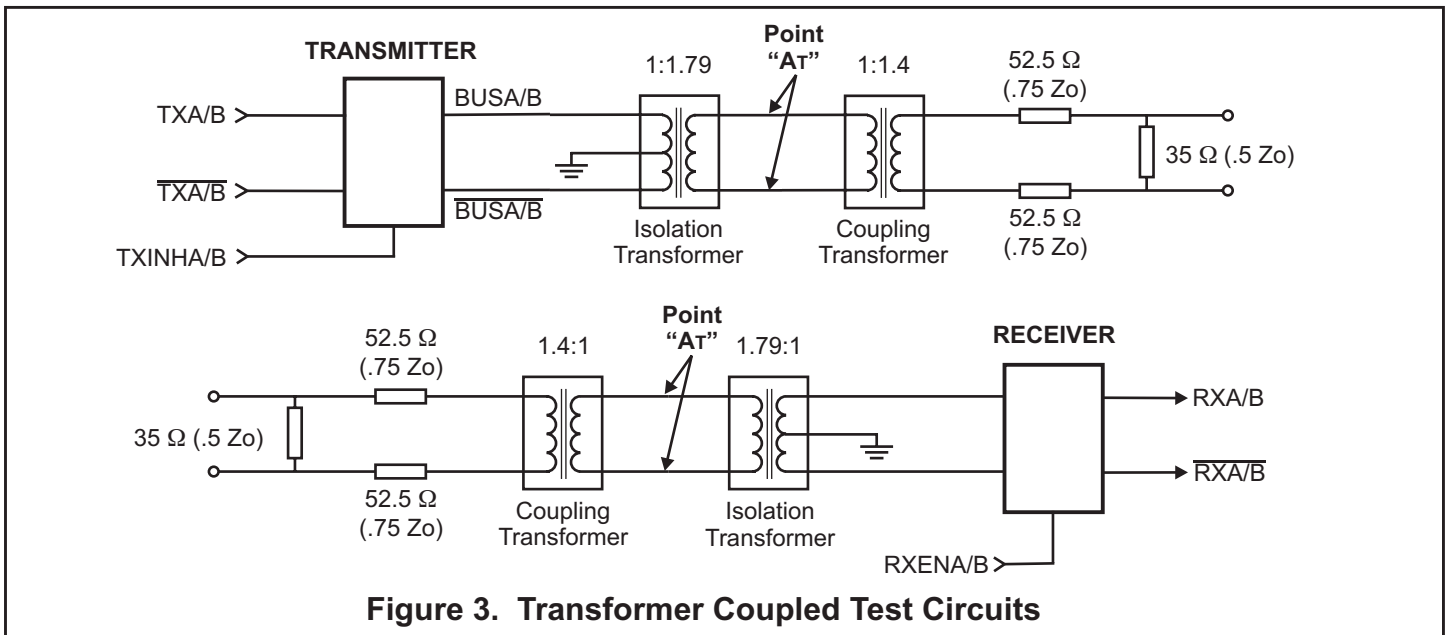 TRANSMITTER
Point
“AT”
1:1.79
1:1.4
52.5 Ω
(.75 Zo)
TXA/B
BUSA/B
35 Ω (.5 Zo)
TXA/B
BUSA/B
TXINHA/B
Isolation
Transformer
Coupling
Transformer
52.5 Ω
(.75 Zo)
52.5 Ω
(.75 Zo)
1.4:1
Point
“AT”
1.79:1
RECEIVER
RXA/B
35 Ω (.5 Zo)
RXA/B
52.5 Ω
(.75 Zo)
Coupling
Transformer
Isolation
Transformer
RXENA/B
Figure 3. Transformer Coupled Test Circuits